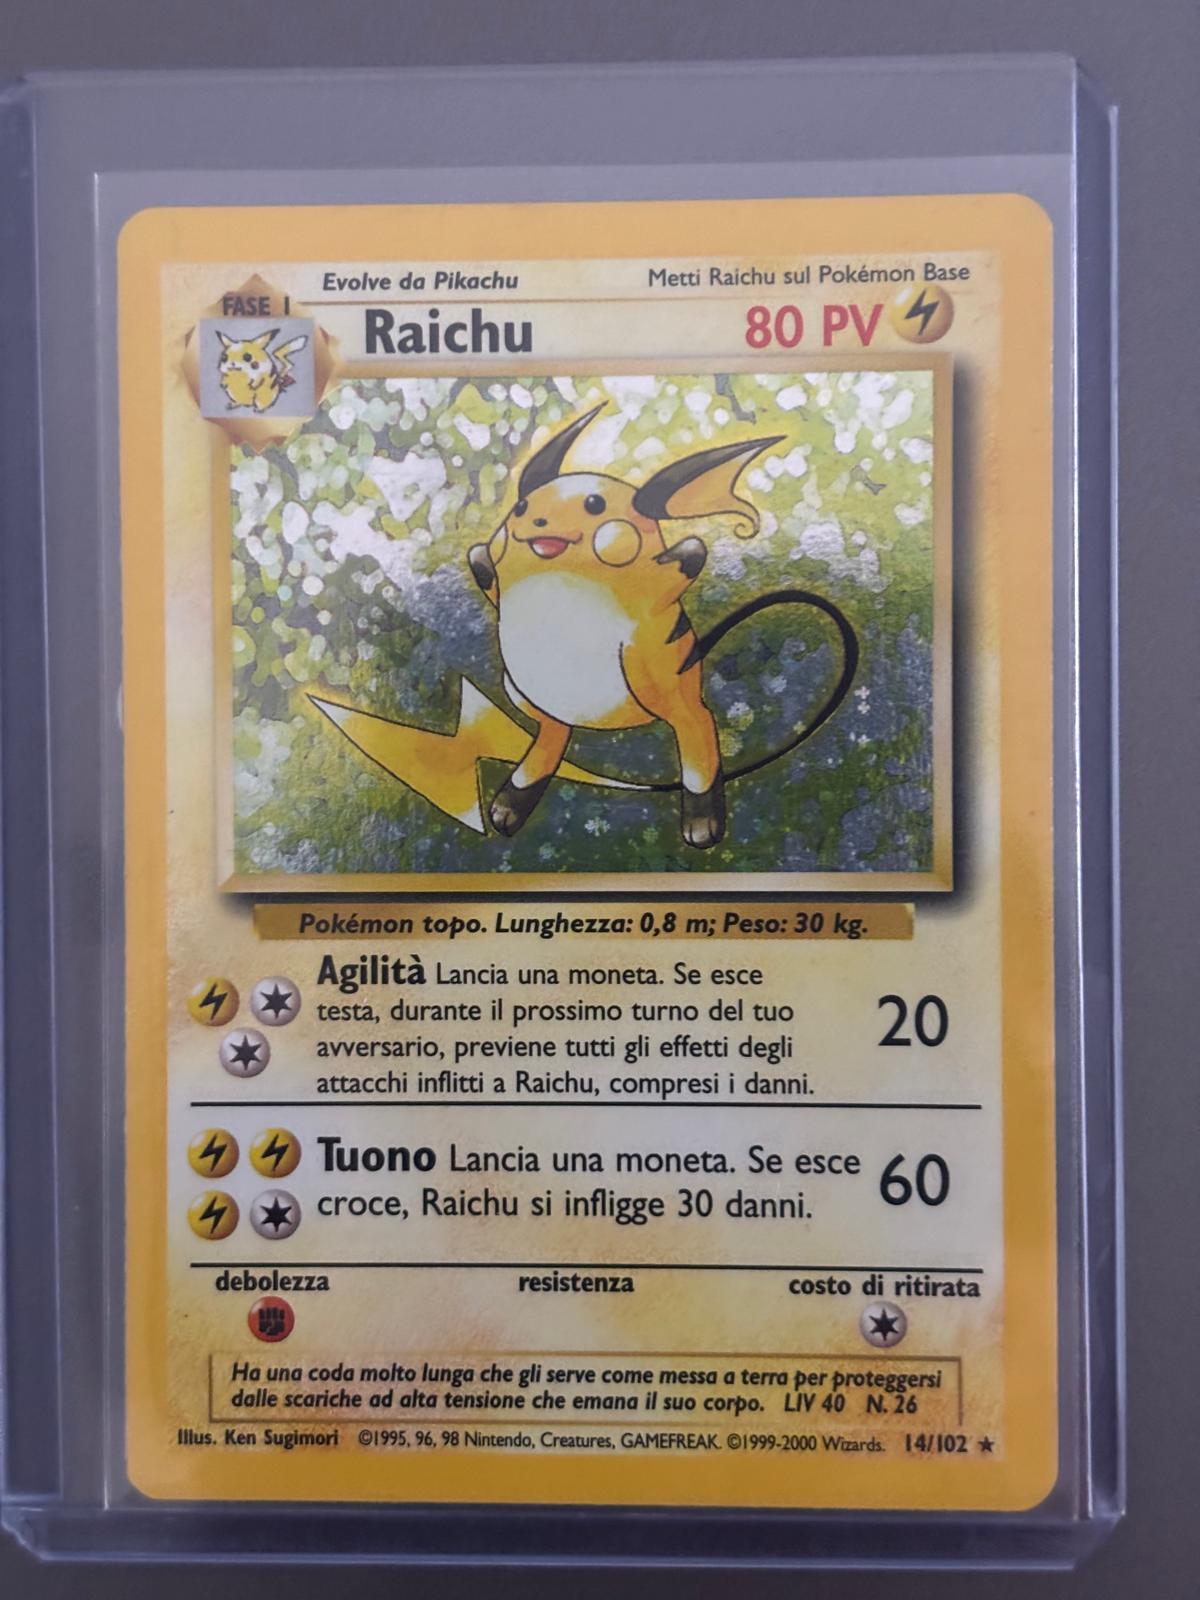 Evolve da Pikachu
Metti Raichu sul Pokémon Base
FASE 1
Raichu
80 PV
Pokémon topo. Lunghezza: 0,8 m; Peso: 30 kg.
Agilità Lancia una moneta. Se esce
testa, durante il prossimo turno del tuo
avversario, previene tutti gli effetti degli
attacchi inflitti a Raichu, compresi i danni.
20
Tuono Lancia una moneta. Se esce
croce, Raichu si infligge 30 danni.
60
debolezza resistenza costo di ritirata
Ha una coda molto lunga che gli serve come messa a terra per proteggersi
dalle scariche ad alta tensione che emana il suo corpo. LIV 40 N. 26
Illus. Ken Sugimori ©1995, 96, 98 Nintendo, Creatures, GAMEFREAK. ©1999-2000 Wizards. 14/102 ★